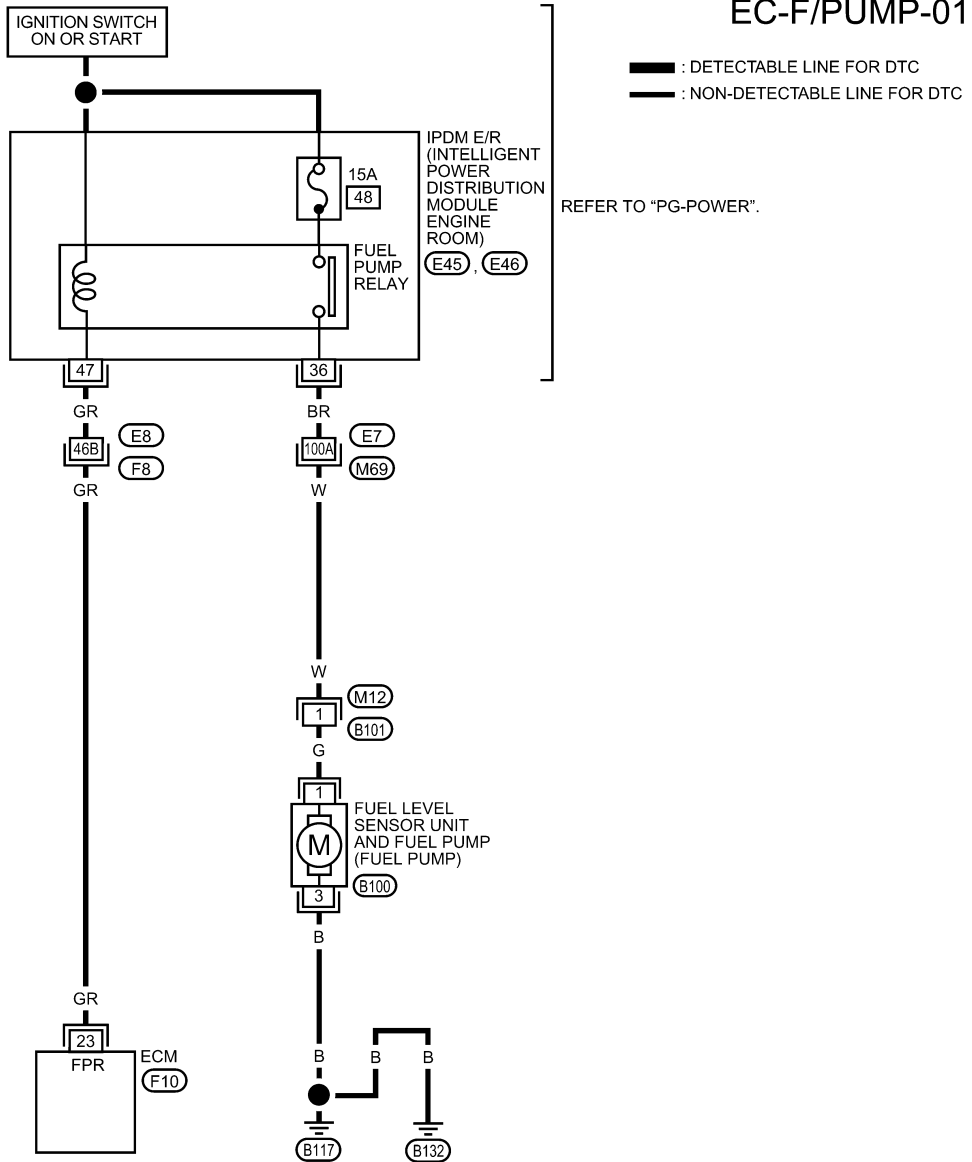 EC-F/PUMP-01
IGNITION SWITCH
ON OR START
: DETECTABLE LINE FOR DTC
: NON-DETECTABLE LINE FOR DTC
IPDM E/R
(INTELLIGENT
POWER
DISTRIBUTION
MODULE
ENGINE
ROOM)
E45 , E46
15A
48
REFER TO “PG-POWER”.
FUEL
PUMP
RELAY
47
36
GR
BR
46B
E8
F8
100A
E7
M69
GR
W
W
1
M12
B101
G
1
FUEL LEVEL
SENSOR UNIT
AND FUEL PUMP
(FUEL PUMP)
M
B100
3
B
GR
23
FPR
ECM
F10
B
B
B
B117
B132